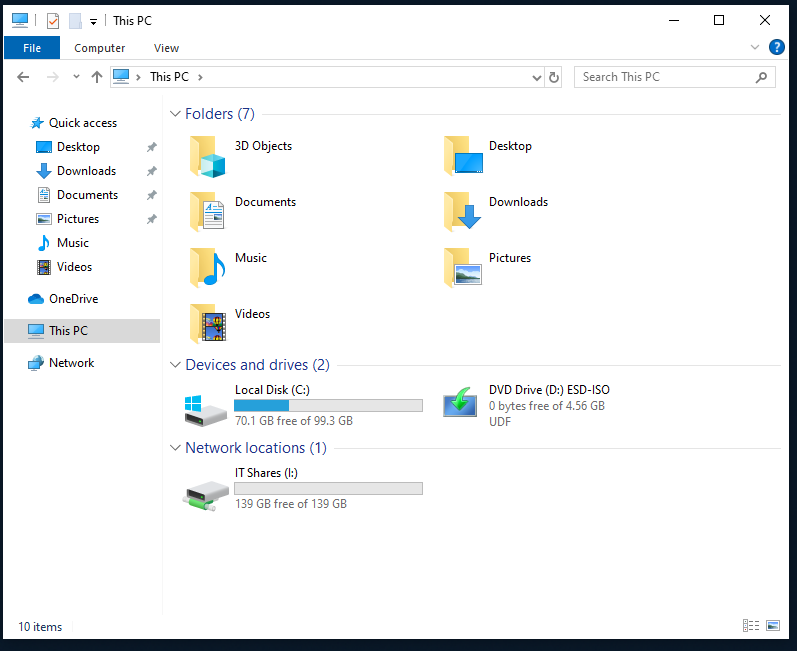 This PC
File Computer View
This PC
Search This PC
Quick access
Desktop
Downloads
Documents
Pictures
Music
Videos
OneDrive
This PC
Network
Folders (7)
3D Objects
Desktop
Documents
Downloads
Music
Pictures
Videos
Devices and drives (2)
Local Disk (C:)
70.1 GB free of 99.3 GB
DVD Drive (D:) ESD-ISO
0 bytes free of 4.56 GB
UDF
Network locations (1)
IT Shares (I:)
139 GB free of 139 GB
10 items